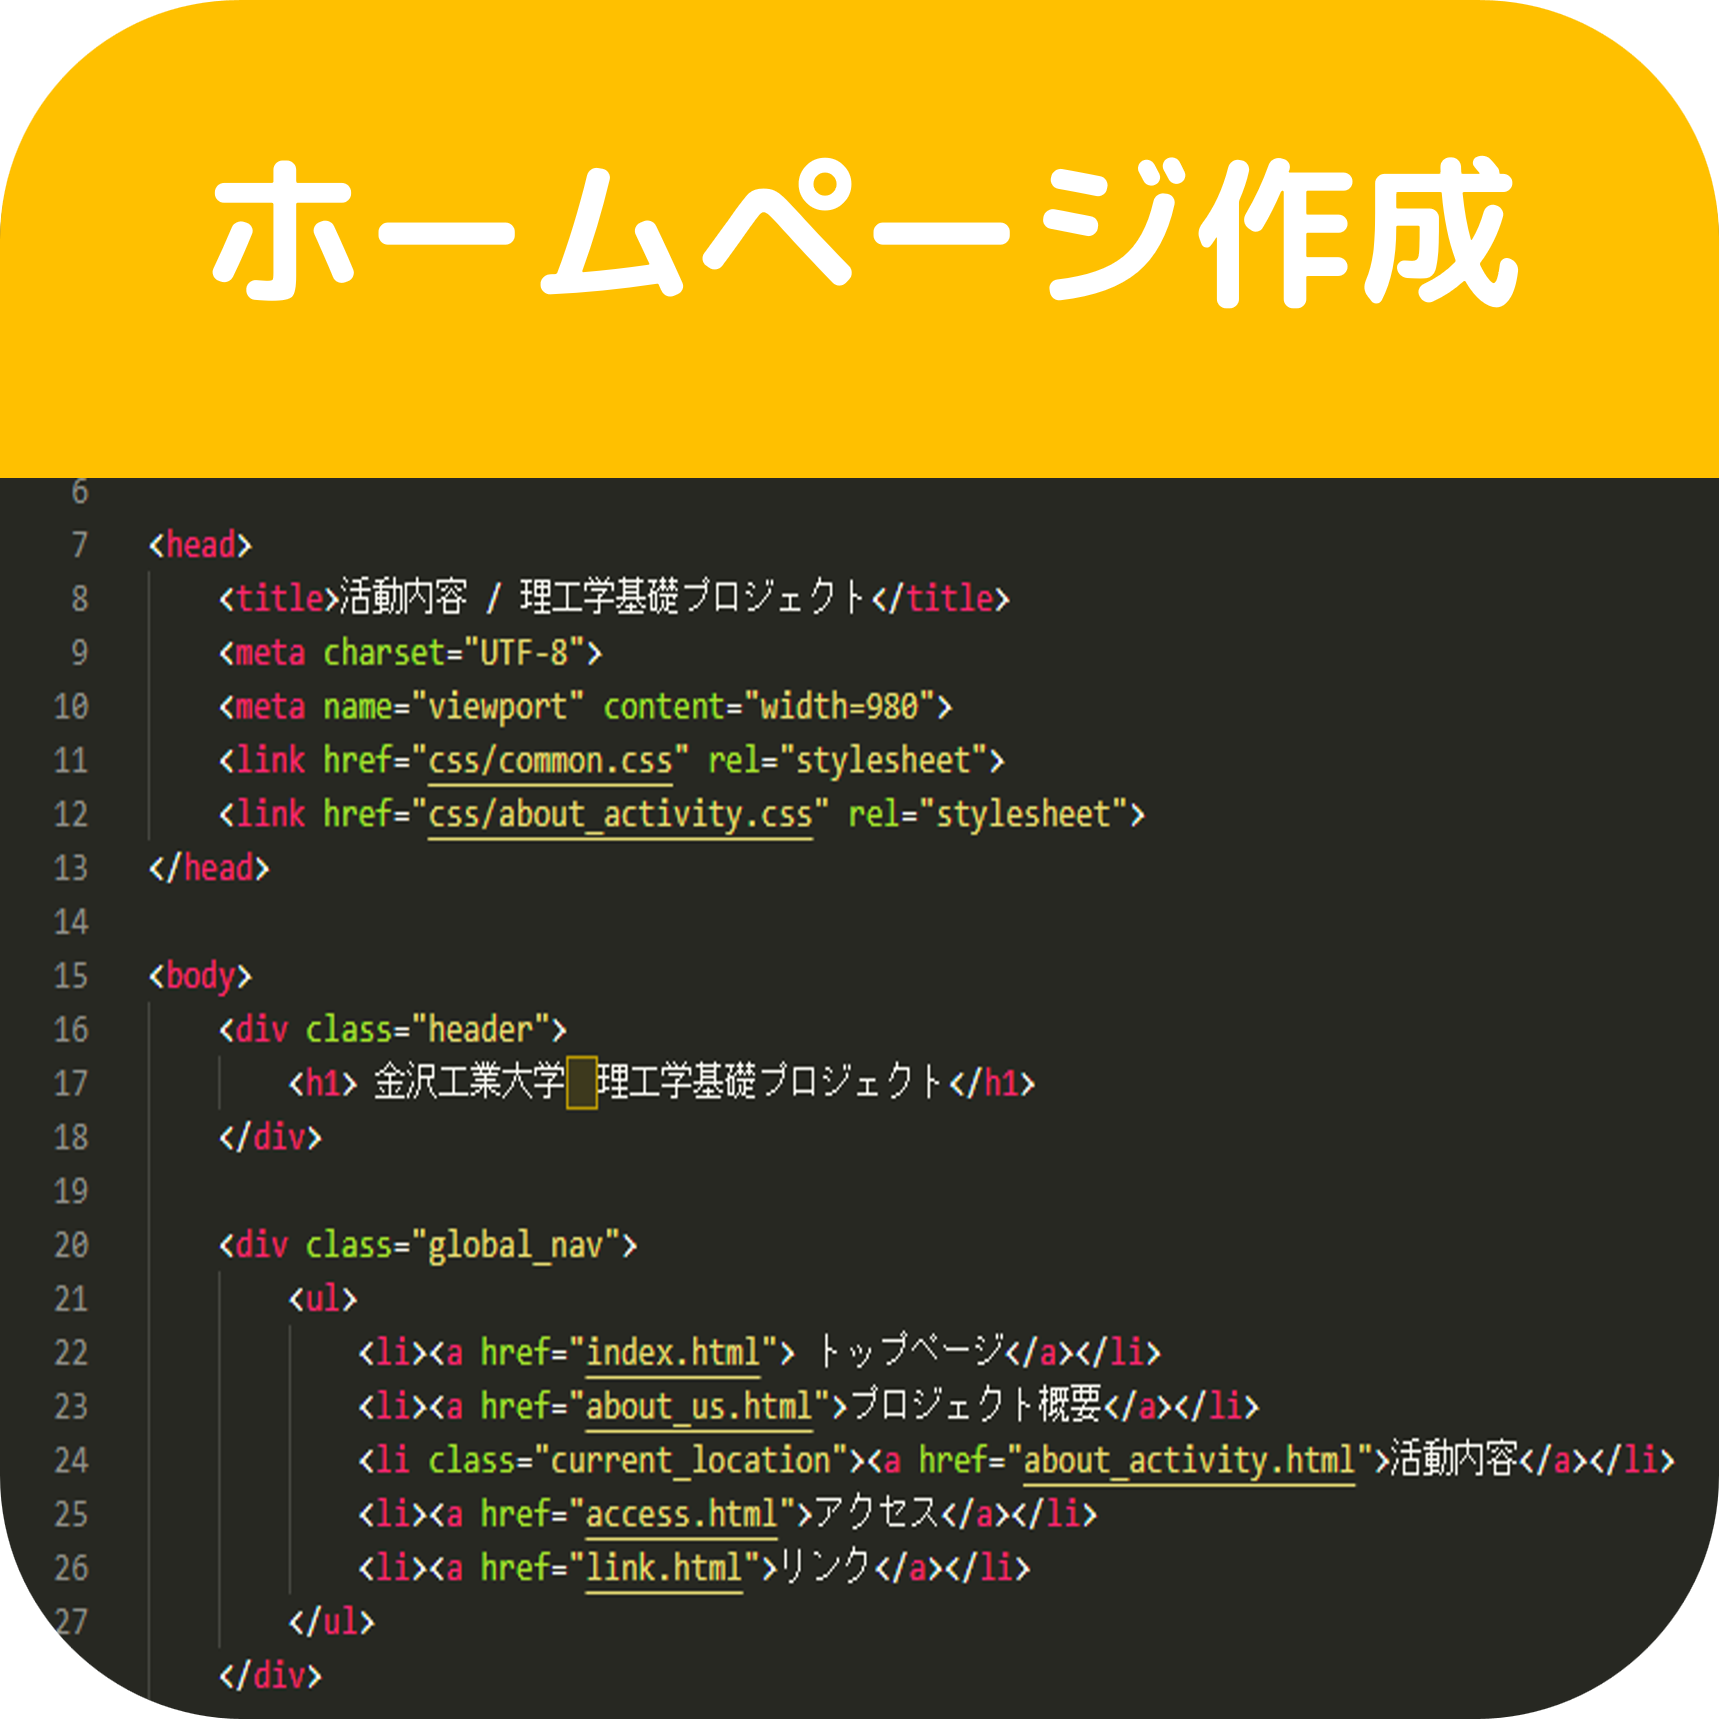 ホームページ作成
6
7 <head>
8 <title>活動内容 / 理工学基礎プロジェクト</title>
9 <meta charset="UTF-8">
10 <meta name="viewport" content="width=980">
11 <link href="css/common.css" rel="stylesheet">
12 <link href="css/about_activity.css" rel="stylesheet">
13 </head>
14
15 <body>
16 <div class="header">
17 <h1> 金沢工業大学　理工学基礎プロジェクト</h1>
18 </div>
19
20 <div class="global_nav">
21 <ul>
22 <li><a href="index.html"> トップページ</a></li>
23 <li><a href="about_us.html">プロジェクト概要</a></li>
24 <li class="current_location"><a href="about_activity.html">活動内容</a></li>
25 <li><a href="access.html">アクセス</a></li>
26 <li><a href="link.html">リンク</a></li>
27 </ul>
</div>